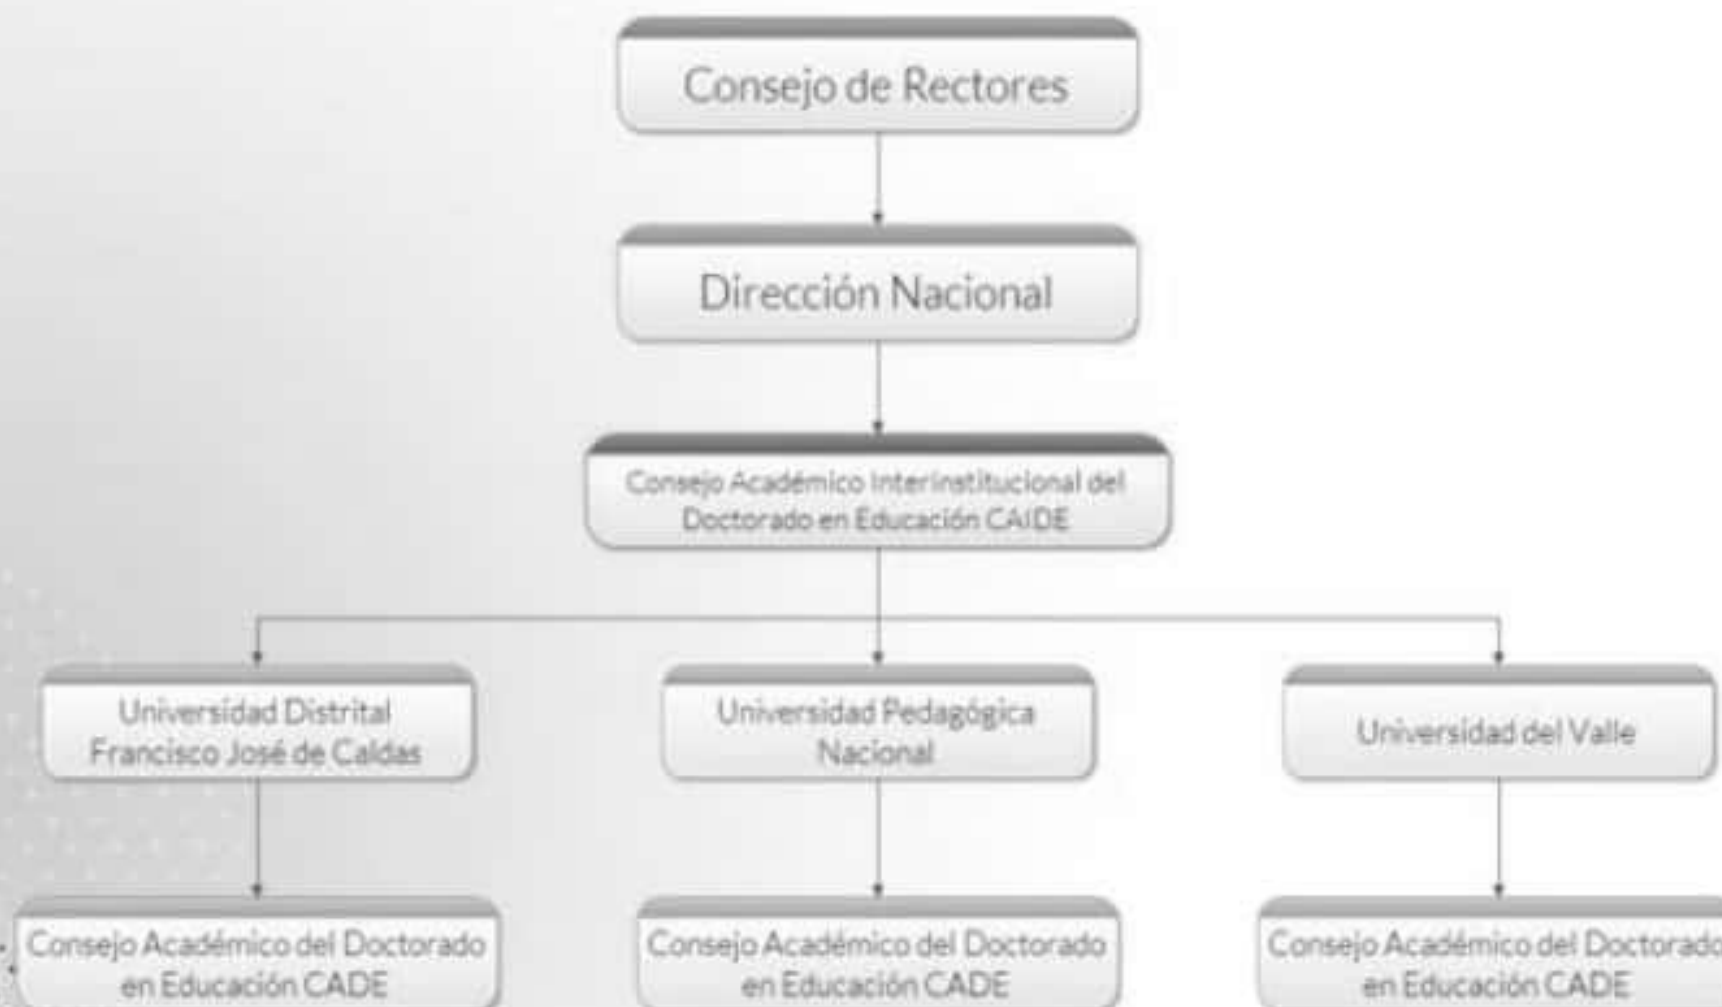 Consejo de Rectores
Dirección Nacional
Consejo Académico Interinstitucional del
Doctorado en Educación CAIDE
Universidad Distrital
Francisco José de Caldas
Universidad Pedagógica
Nacional
Universidad del Valle
Consejo Académico del Doctorado
en Educación CADE
Consejo Académico del Doctorado
en Educación CADE
Consejo Académico del Doctorado
en Educación CADE